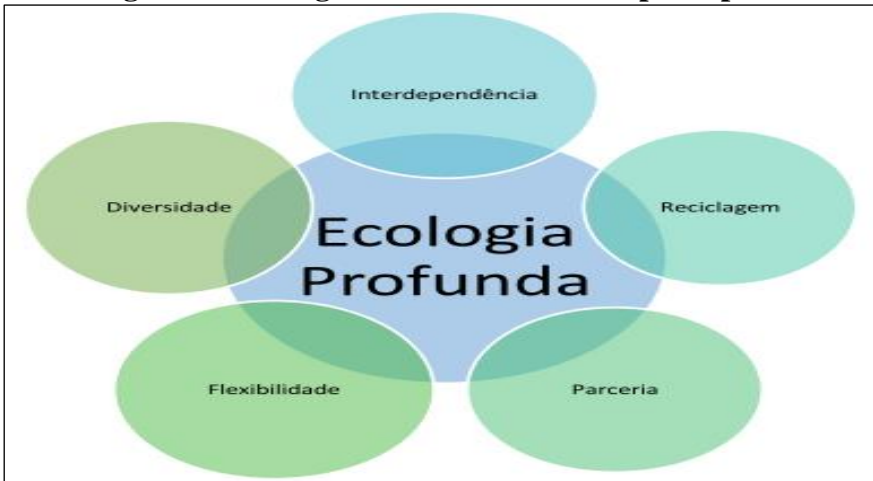 Interdependência
Diversidade
Reciclagem
Ecologia
Profunda
Flexibilidade
Parceria